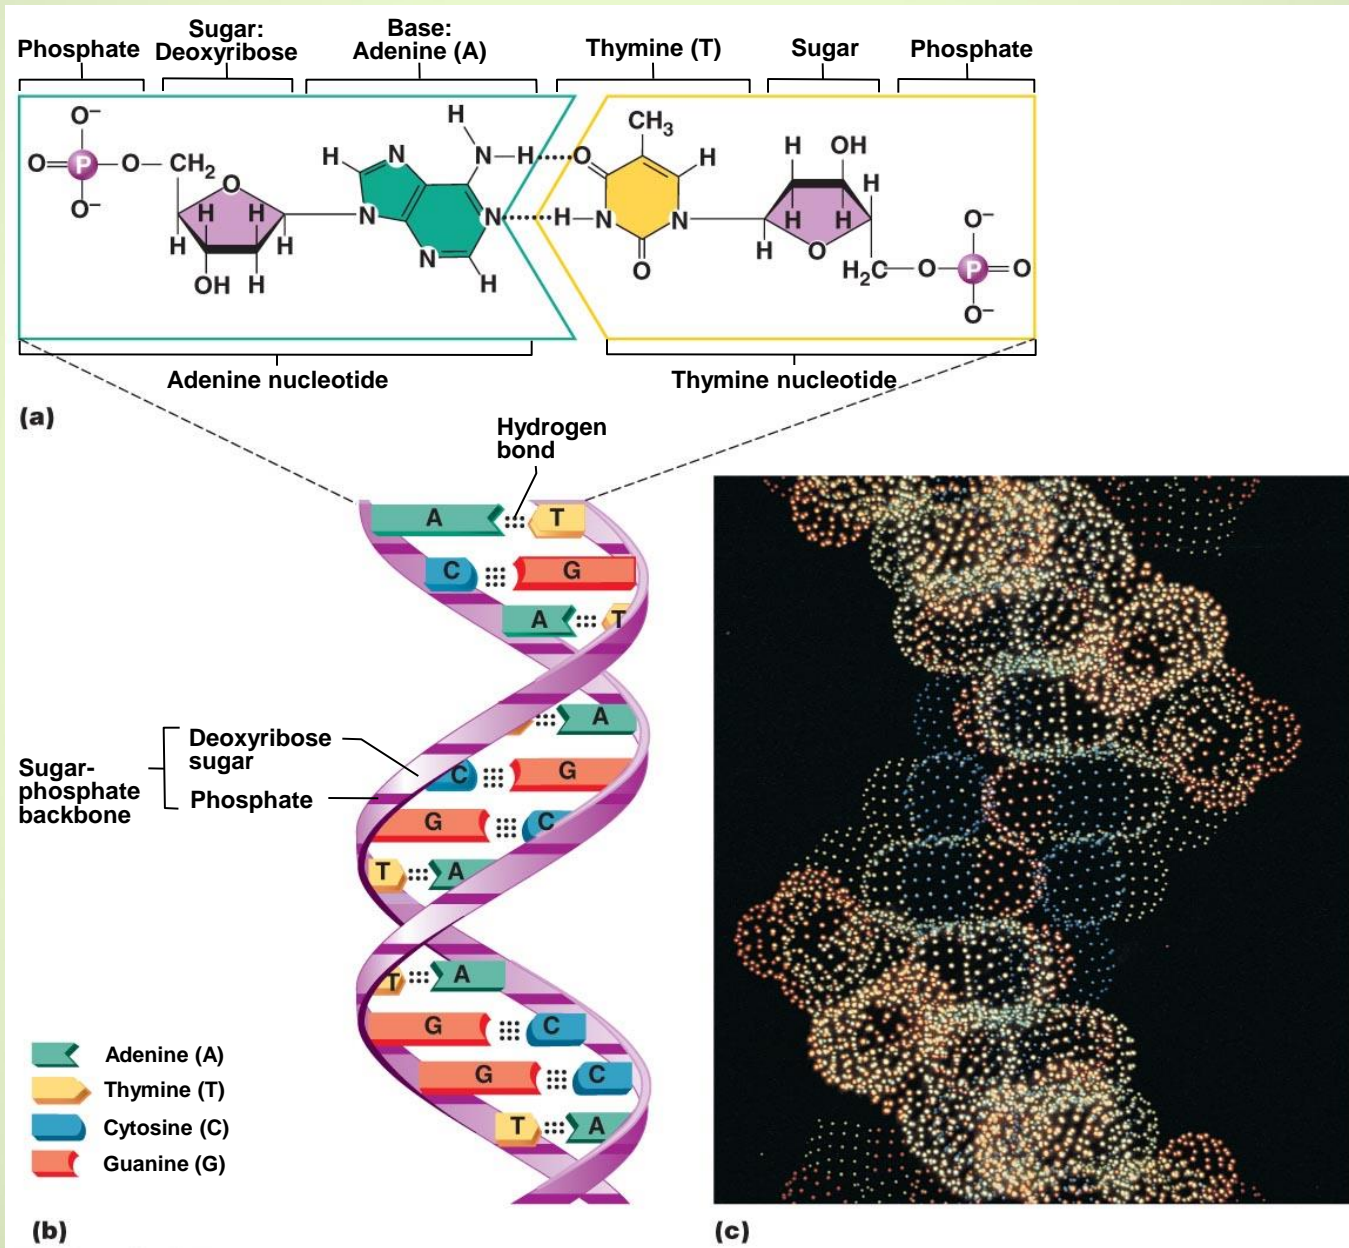 Phosphate
Sugar:
Deoxyribose
Base:
Adenine (A)
Thymine (T)
Sugar
Phosphate
O–
O=P–O–CH2
O–
O
H H
H H
OH H
H
N
N
N
N
H
H
N–H
O
H–N
N
O
CH3
H
H OH
H
H H
H
O
H2C–O–P=O
O–
O–
Adenine nucleotide
Thymine nucleotide
(a)
Hydrogen
bond
A T
C G
A T
A
C G
G C
T A
T A
G C
G C
T A
Sugar-
phosphate
backbone
Deoxyribose
sugar
Phosphate
Adenine (A)
Thymine (T)
Cytosine (C)
Guanine (G)
(b)
(c)